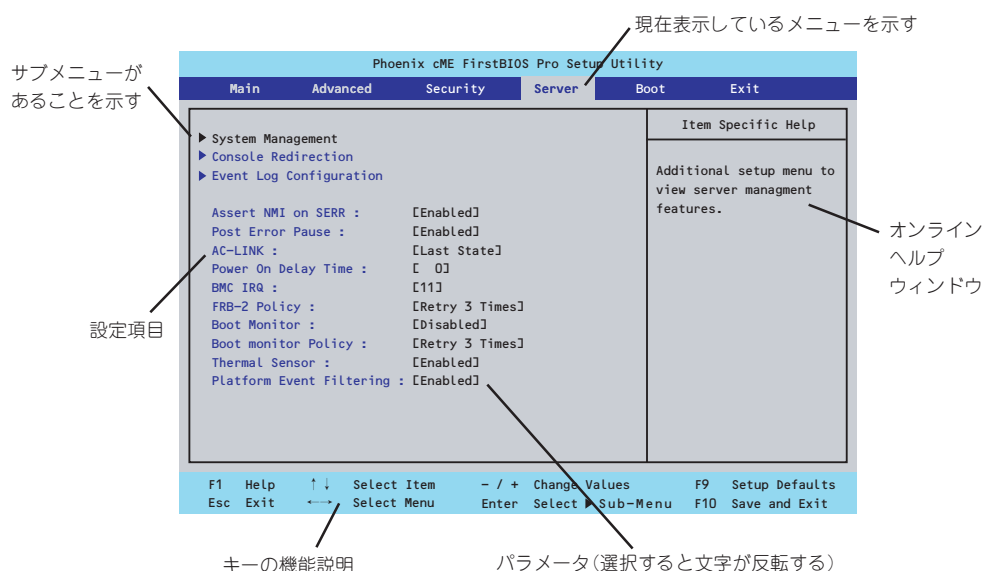 現在表示しているメニューを示す
サブメニューが
あることを示す
Phoenix cME FirstBIOS Pro Setup Utility
Main Advanced Security Server Boot Exit
Item Specific Help
▶ System Management
▶ Console Redirection
▶ Event Log Configuration
Additional setup menu to
view server managment
features.
Assert NMI on SERR : [Enabled]
Post Error Pause : [Enabled]
AC-LINK : [Last State]
Power On Delay Time : [ 0]
BMC IRQ : [11]
FRB-2 Policy : [Retry 3 Times]
Boot Monitor : [Disabled]
Boot monitor Policy : [Retry 3 Times]
Thermal Sensor : [Enabled]
Platform Event Filtering : [Enabled]
オンライン
ヘルプ
ウィンドウ
設定項目
F1 Help ↑↓ Select Item - / + Change Values F9 Setup Defaults
Esc Exit ←→ Select Menu Enter Select ▶ Sub-Menu F10 Save and Exit
キーの機能説明
パラメータ(選択すると文字が反転する)